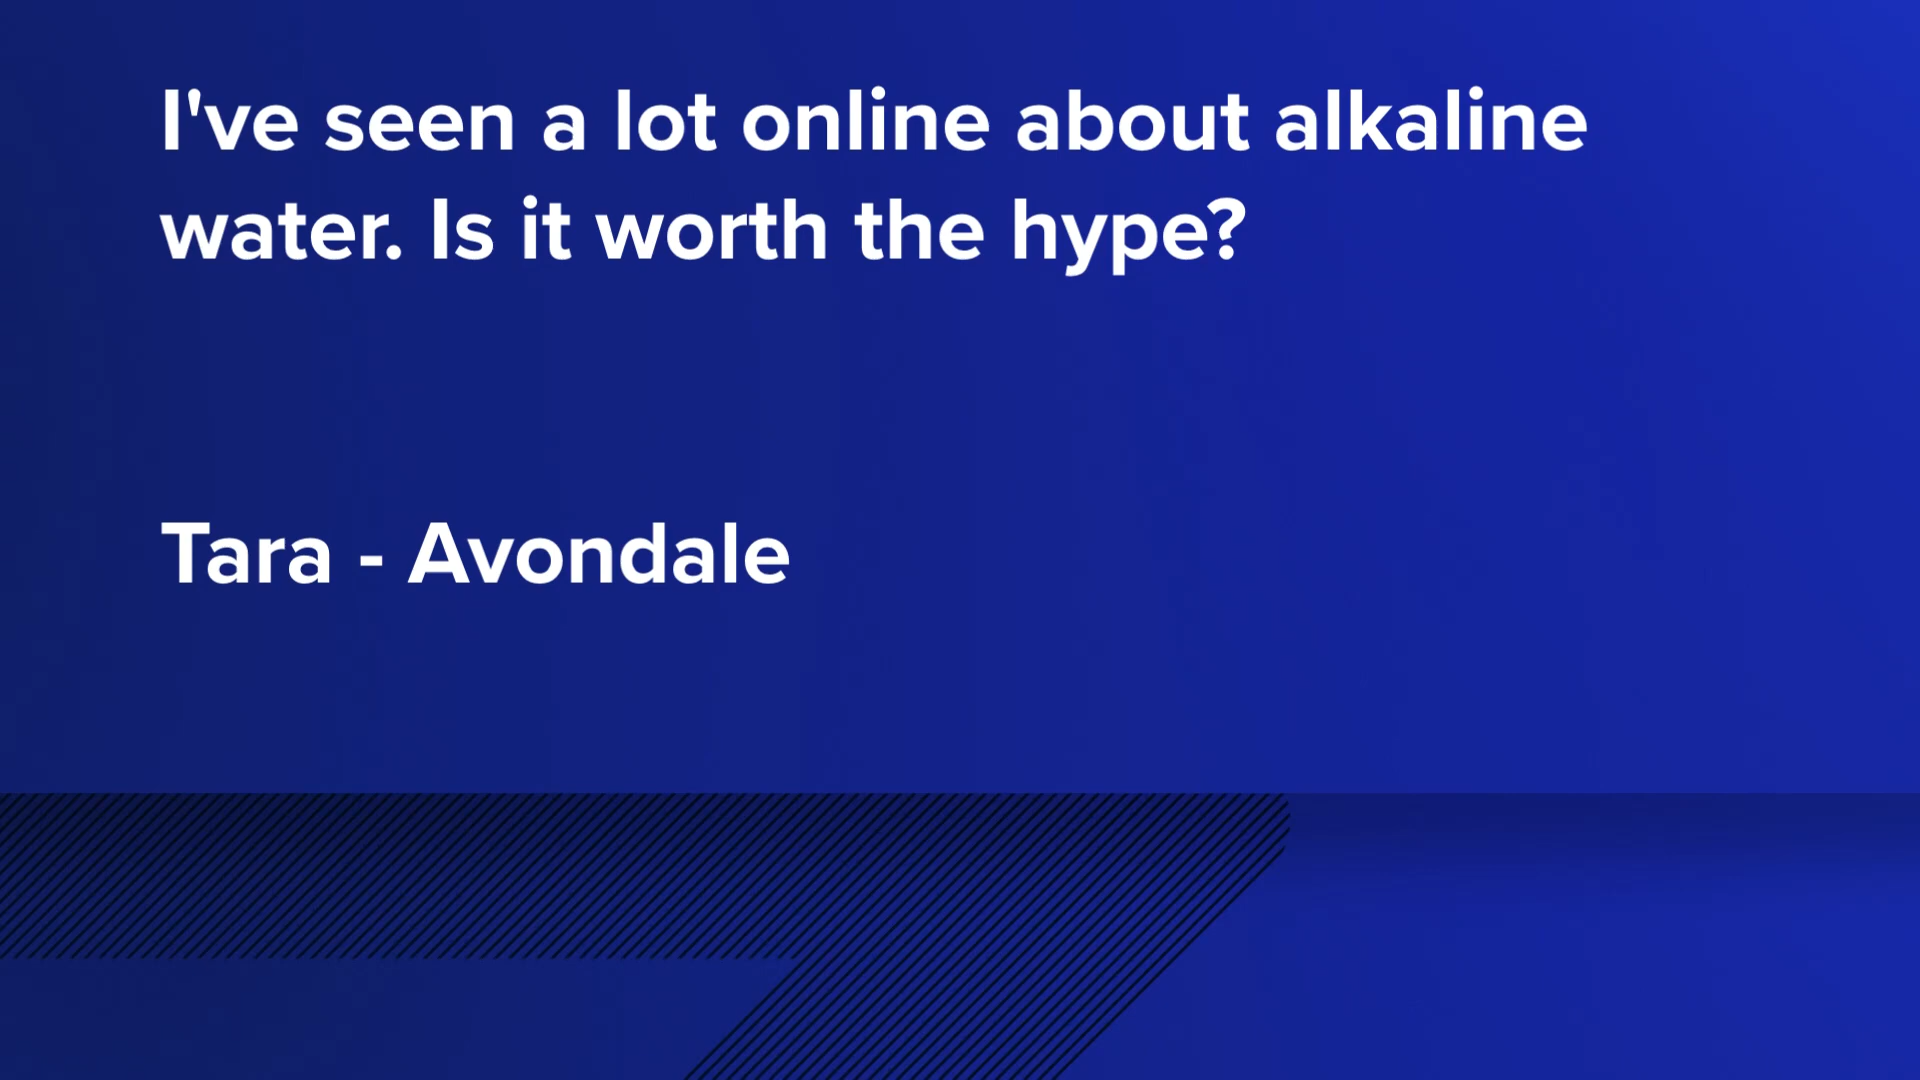 I've seen a lot online about alkaline
water. Is it worth the hype?
Tara - Avondale